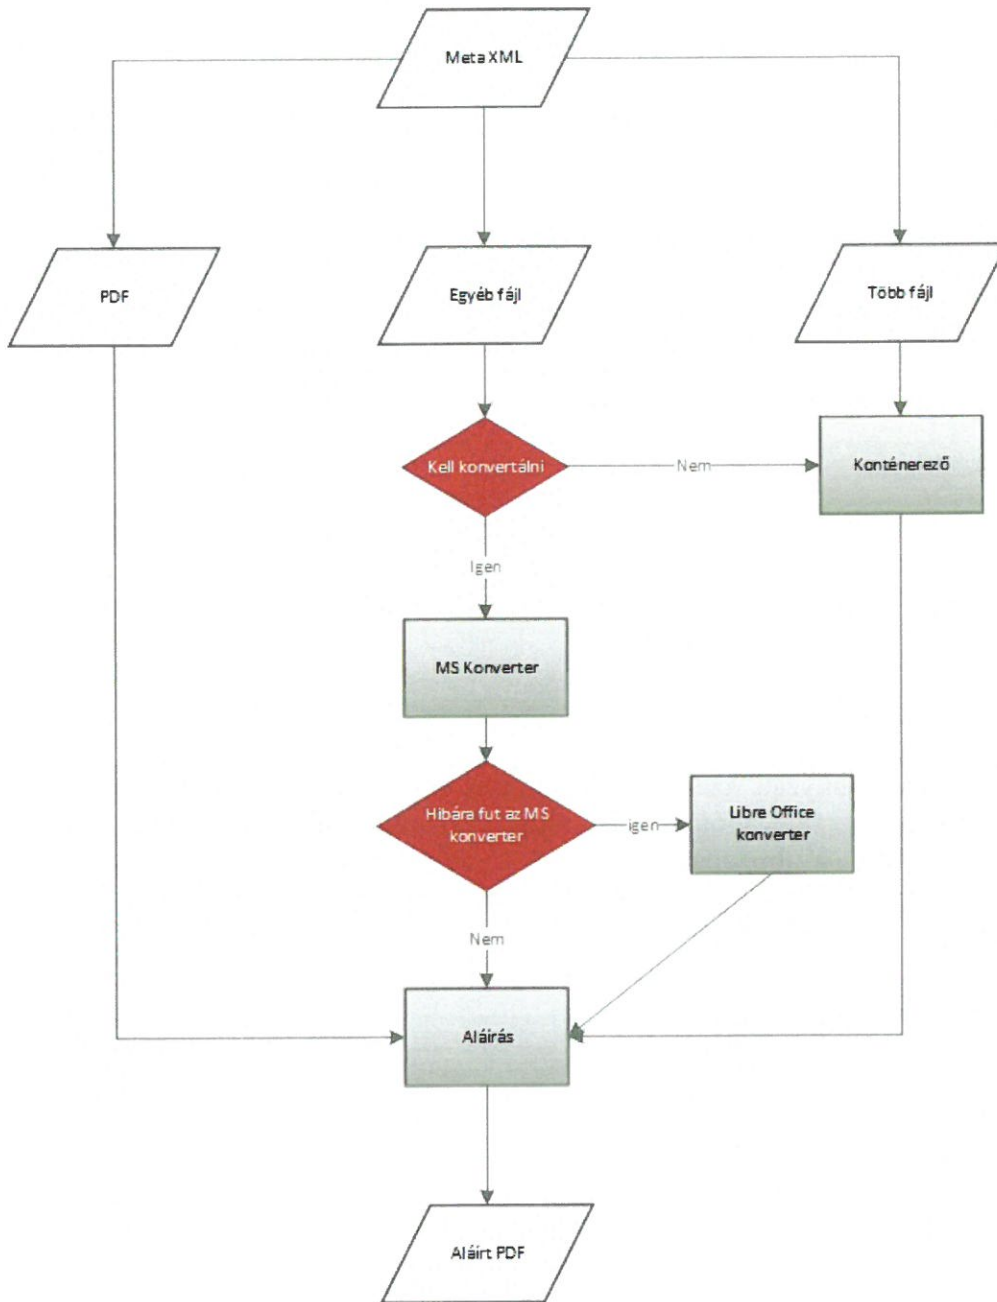 Meta XML
PDF
Egyéb fájl
Több fájl
Kell konvertálni
Nem
Konténerező
Igen
MS Konverter
Hibára fut az MS
konverter
igen
Libre Office
konverter
Nem
Aláírás
Aláírt PDF